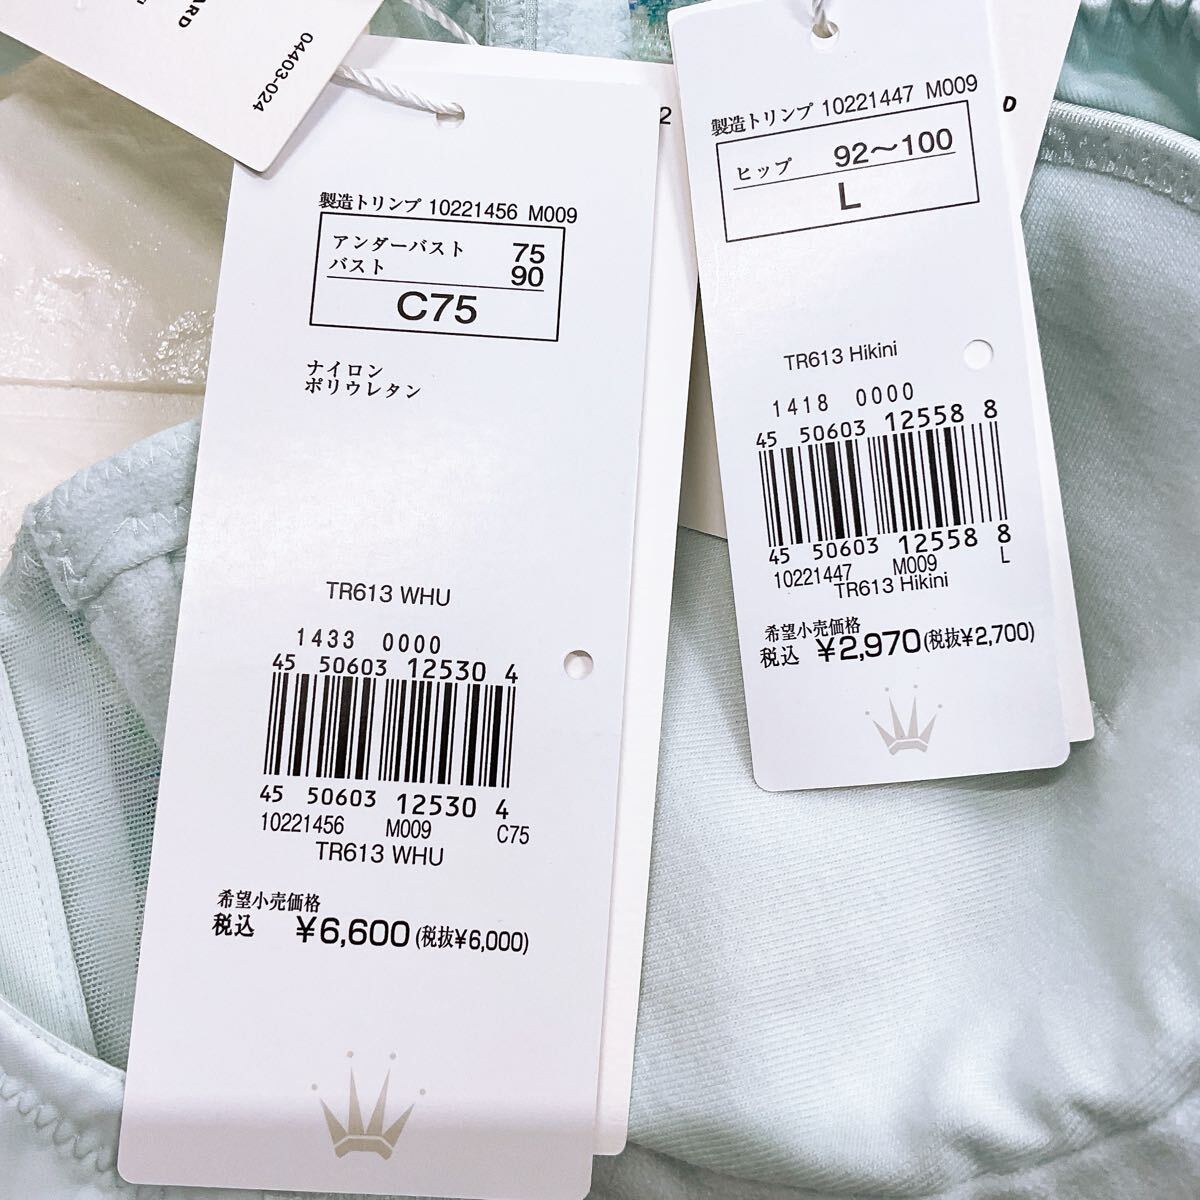 ARD
04403-024
2
D
製造トリンプ 10221456 M009
アンダーバスト 75
バスト 90
C75
ナイロン
ポリウレタン
TR613 WHU
1433 0000
45 50603 12530 4
45 50603 12530 4
10221456 M009 C75
TR613 WHU
希望小売価格
税込 ¥6,600(税抜¥6,000)
製造トリンプ 10221447 M009
ヒップ 92〜100
L
TR613 Hikini
1418 0000
45 50603 12558 8
45 50603 12558 8
10221447 M009 L
TR613 Hikini
希望小売価格
税込 ¥2,970(税抜¥2,700)